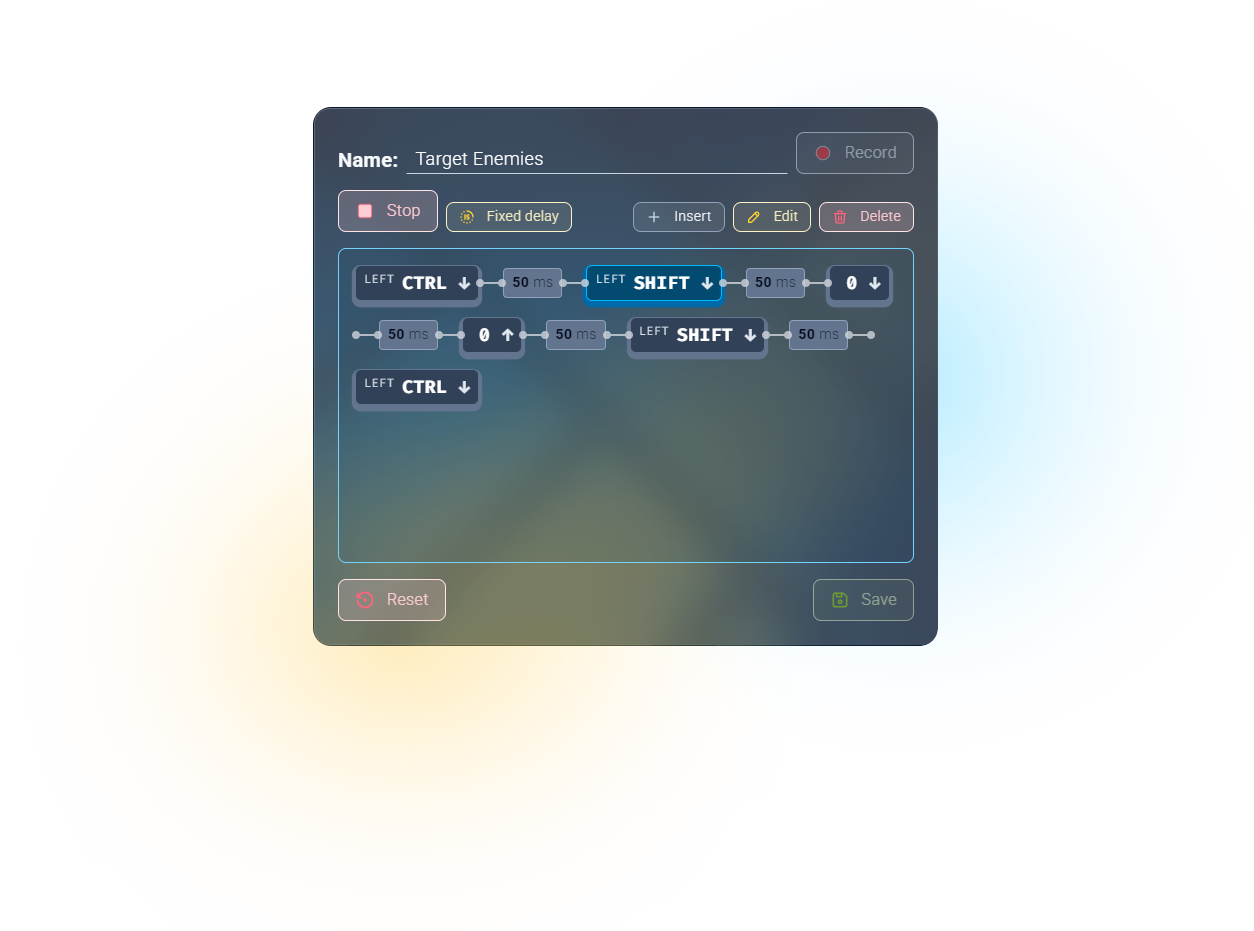 Name: Target Enemies Record
Stop Fixed delay Insert Edit Delete
LEFT CTRL ↓ 50 ms LEFT SHIFT ↓ 50 ms 0 ↓
50 ms 0 ↑ 50 ms LEFT SHIFT ↓ 50 ms
LEFT CTRL ↓
Reset Save